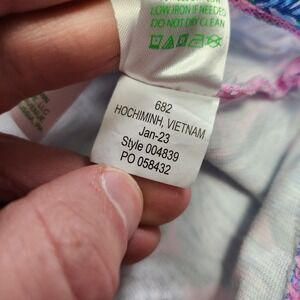 LOW IRON IF NEEDED
DO NOT DRY CLEAN
682
HOCHIMINH, VIETNAM
Jan-23
Style 004839
PO 058432